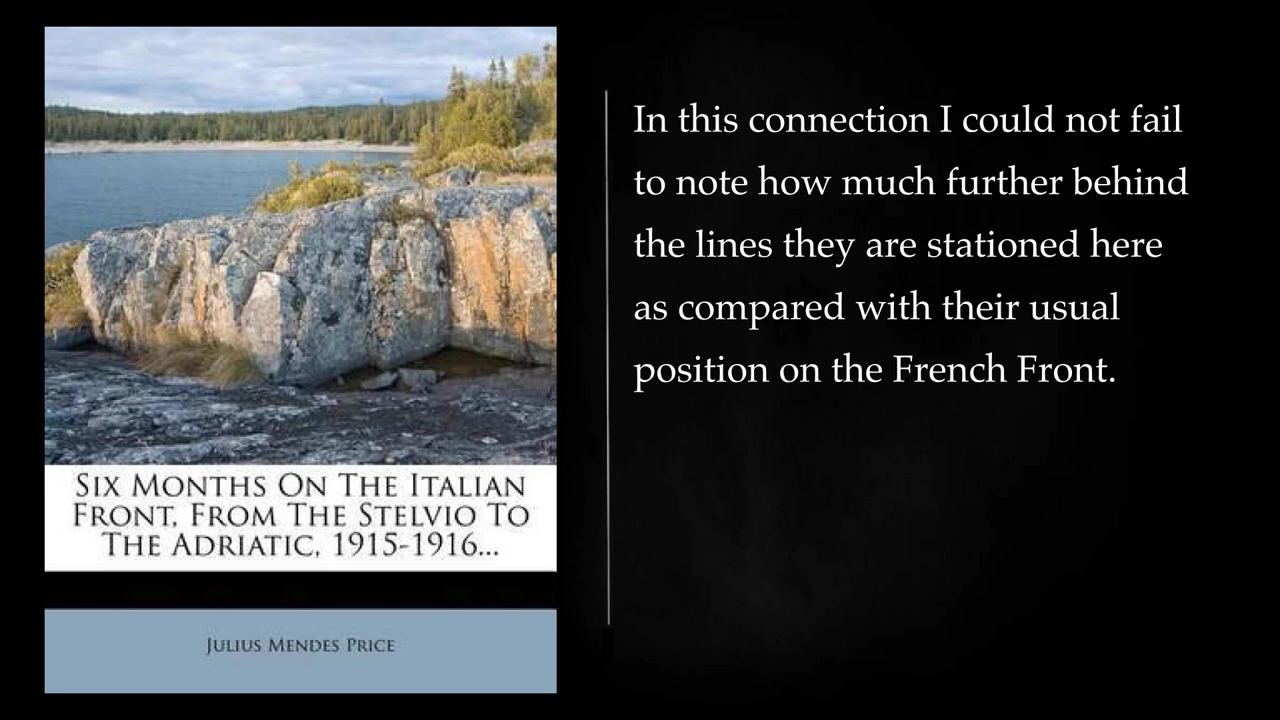 SIX MONTHS ON THE ITALIAN
FRONT, FROM THE STELVIO TO
THE ADRIATIC, 1915-1916...
JULIUS MENDES PRICE
In this connection I could not fail
to note how much further behind
the lines they are stationed here
as compared with their usual
position on the French Front.